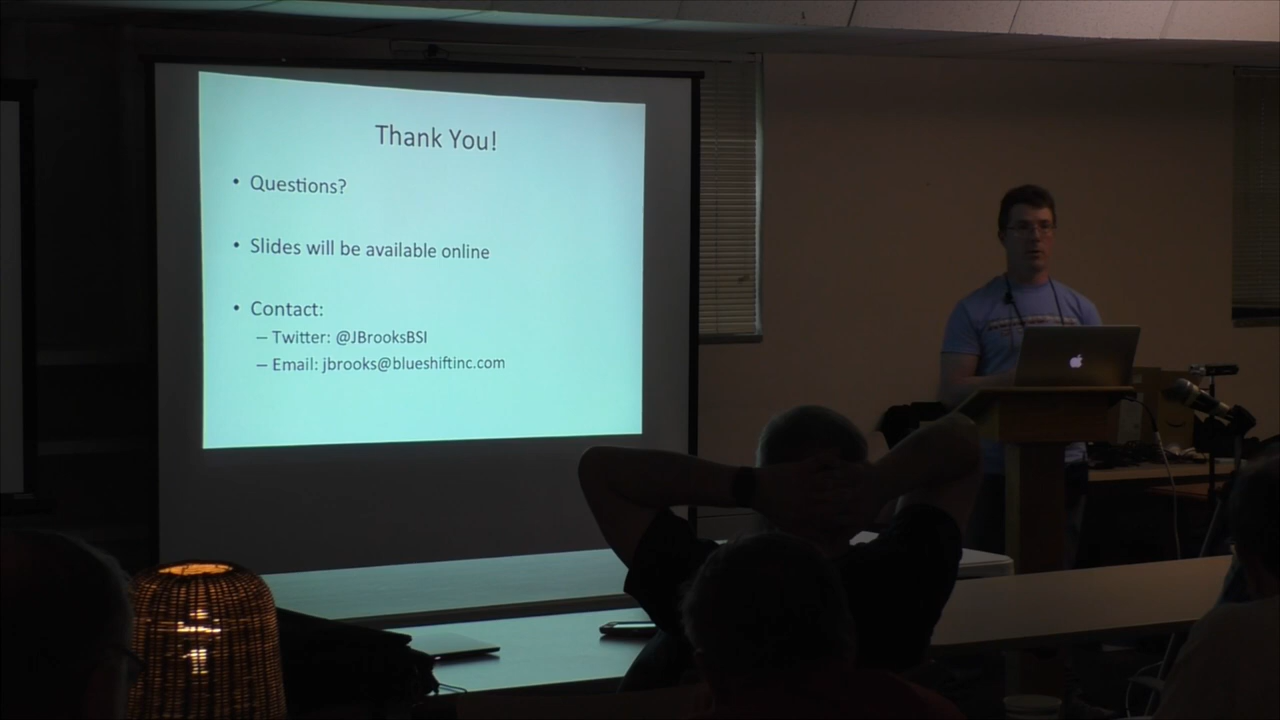 Thank You!
• Questions?
• Slides will be available online
• Contact:
– Twitter: @JBrooksBSI
– Email: jbrooks@blueshiftinc.com